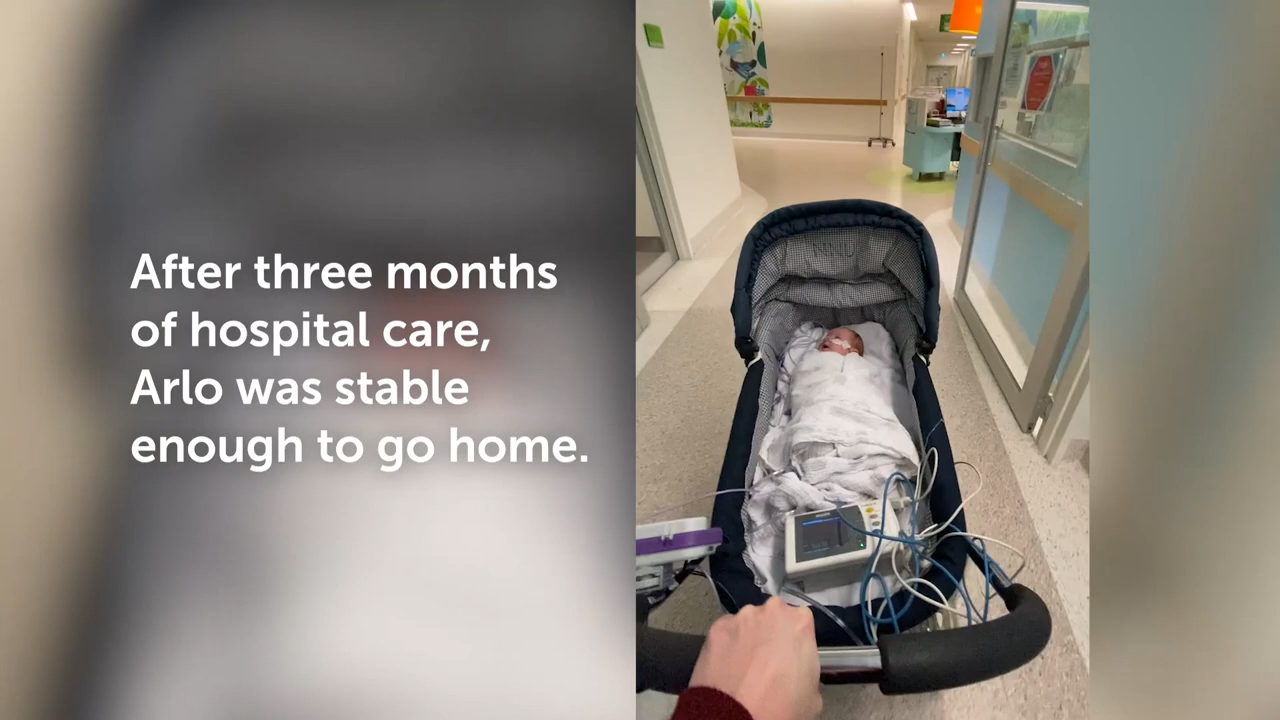 After three months
of hospital care,
Arlo was stable
enough to go home.